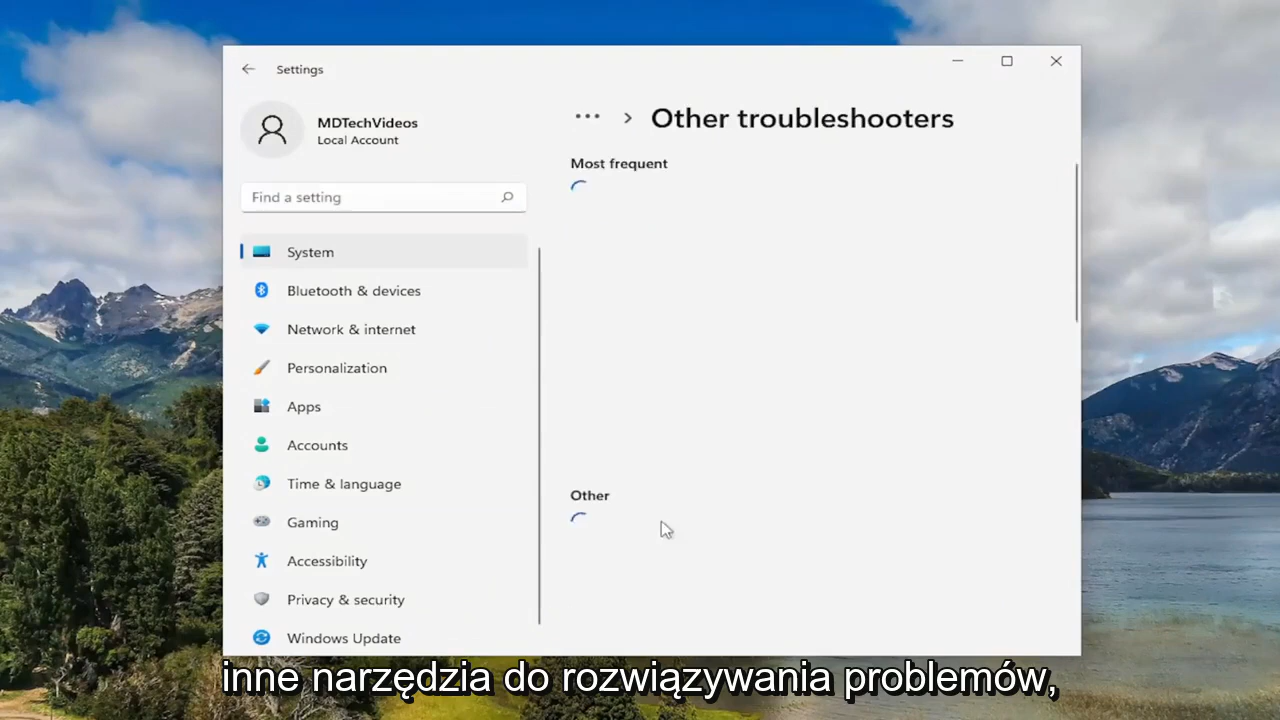 Settings
MDTechVideos
Local Account
Find a setting
System
Bluetooth & devices
Network & internet
Personalization
Apps
Accounts
Time & language
Gaming
Accessibility
Privacy & security
Windows Update
Other troubleshooters
Most frequent
Other
inne narzędzia do rozwiązywania problemów,